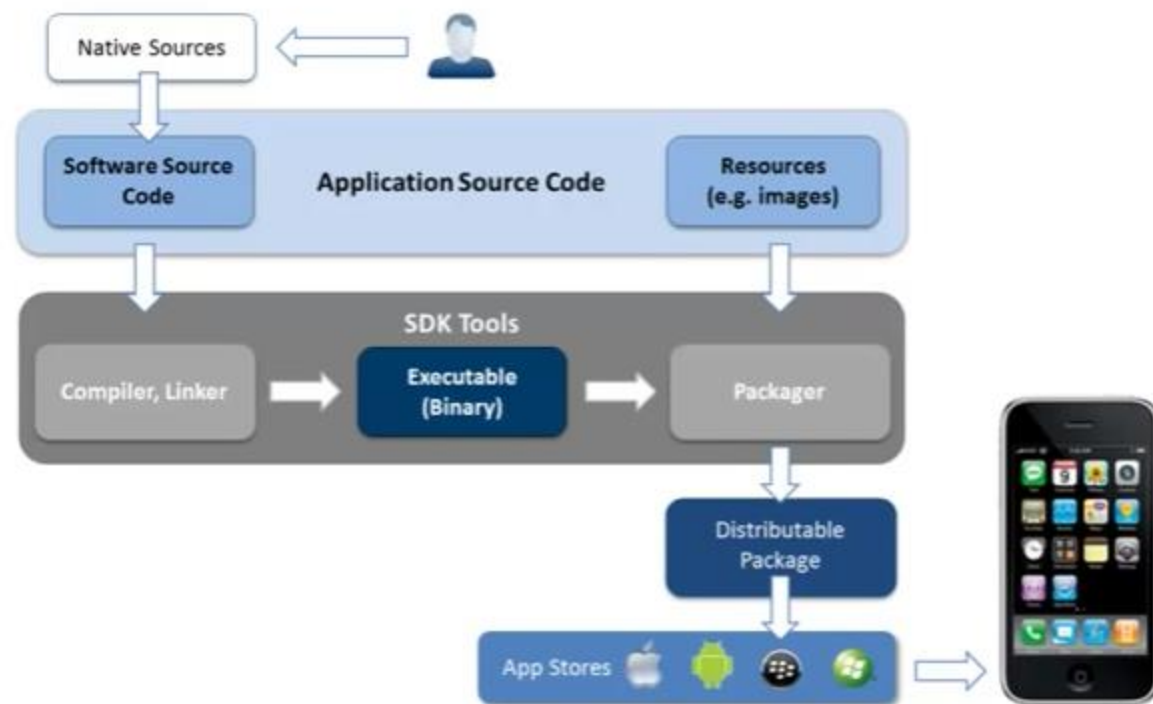 Native Sources
Software Source
Code
Application Source Code
Resources
(e.g. images)
SDK Tools
Compiler, Linker
Executable
(Binary)
Packager
Distributable
Package
App Stores
9